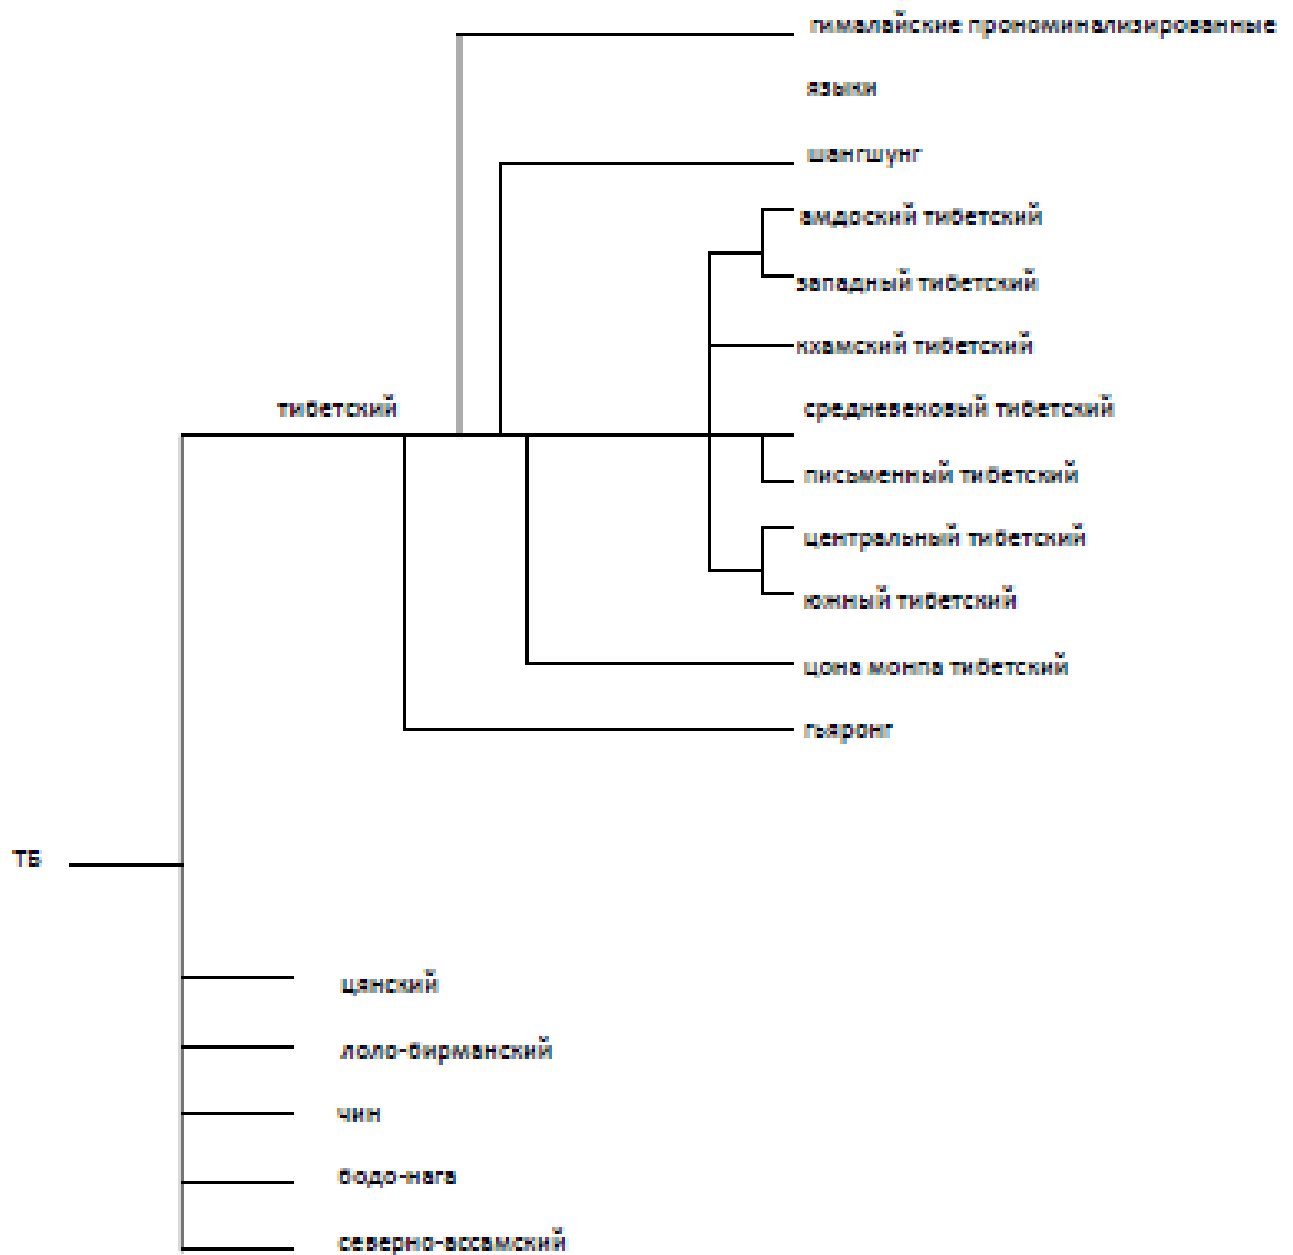 гималайские прономинализированные
языки
шангшунг
амдоский тибетский
западный тибетский
кхамский тибетский
тибетский
средневековый тибетский
письменный тибетский
центральный тибетский
южный тибетский
цона монпа тибетский
гьяронг
ТБ
цянский
лоло-бирманский
чин
бодо-нага
северно-ассамский